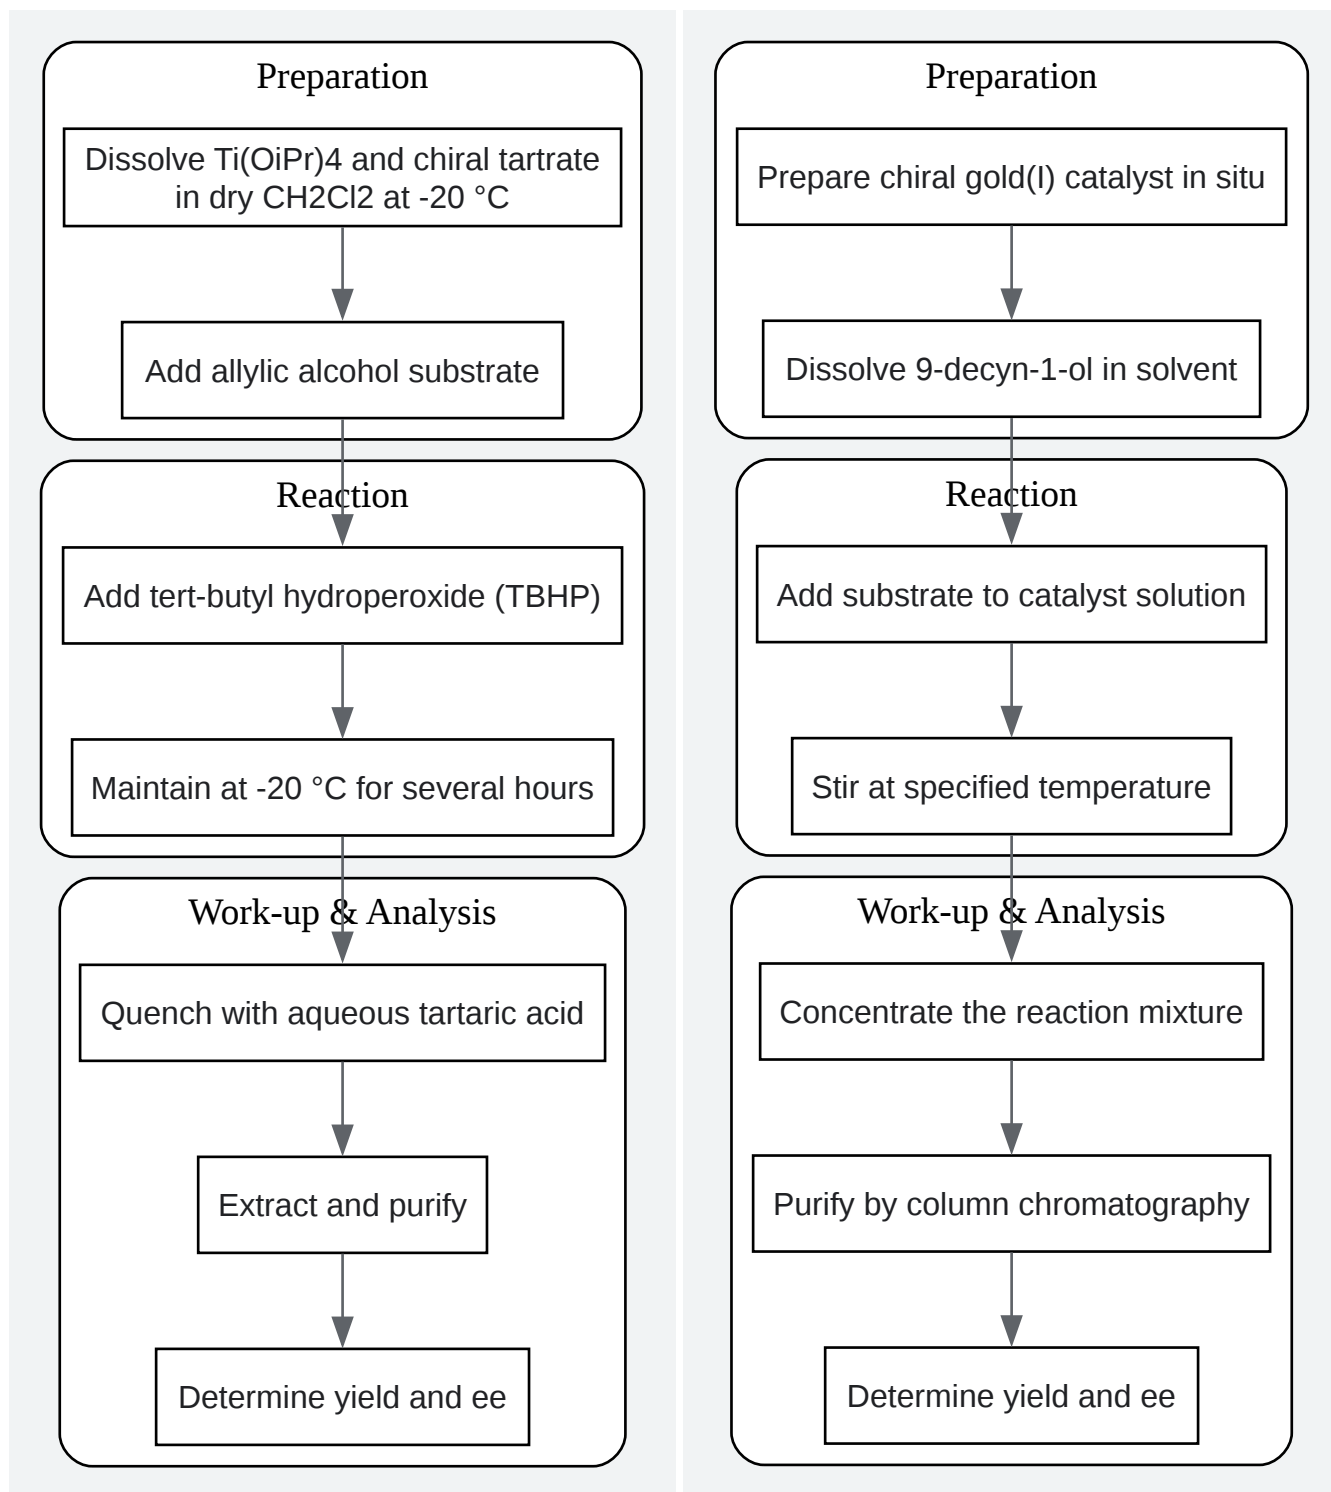 Preparation
Dissolve Ti(OiPr)4 and chiral tartrate
in dry CH2Cl2 at -20 °C
Add allylic alcohol substrate
Reaction
Add tert-butyl hydroperoxide (TBHP)
Maintain at -20 °C for several hours
Work-up & Analysis
Quench with aqueous tartaric acid
Extract and purify
Determine yield and ee
Preparation
Prepare chiral gold(I) catalyst in situ
Dissolve 9-decyn-1-ol in solvent
Reaction
Add substrate to catalyst solution
Stir at specified temperature
Work-up & Analysis
Concentrate the reaction mixture
Purify by column chromatography
Determine yield and ee